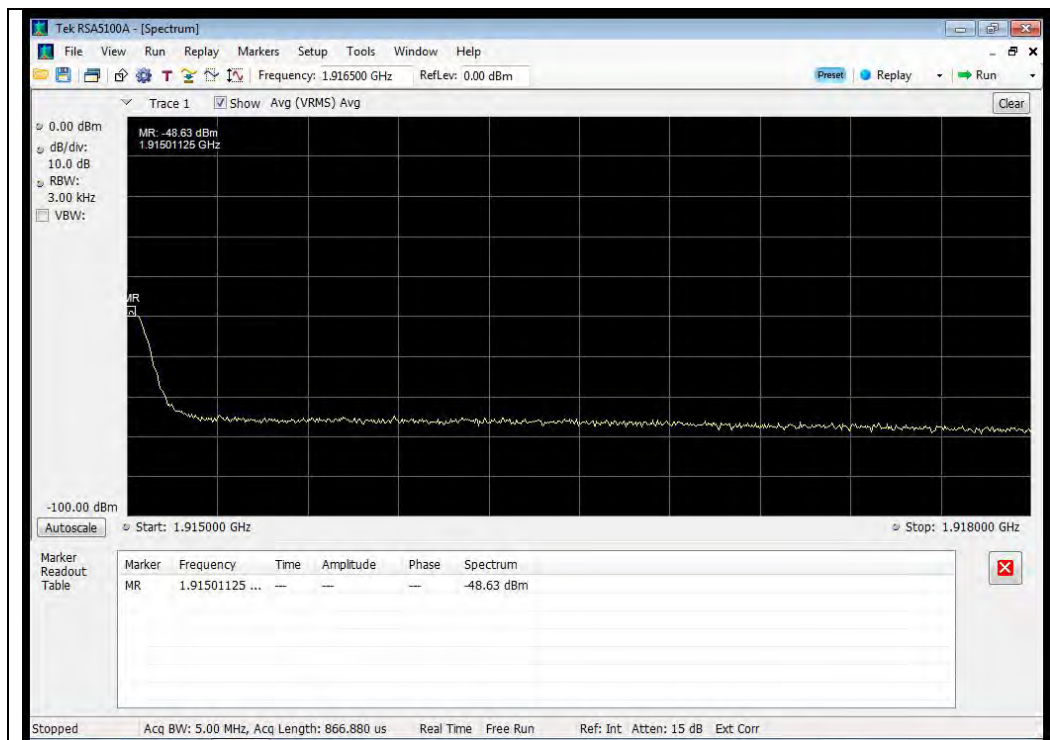 Tek RSA5100A - [Spectrum]
File View Run Replay Markers Setup Tools Window Help
T Frequency: 1.916500 GHz RefLev: 0.00 dBm Preset Replay Run
Trace 1 Show Avg (VRMS) Avg Clear
0.00 dBm
dB/div:
10.0 dB
RBW:
3.00 kHz
VBW:
MR: -48.63 dBm
1.91501125 GHz
MR
-100.00 dBm
Autoscale Start: 1.915000 GHz Stop: 1.918000 GHz
Marker
Readout
Table
Marker Frequency Time Amplitude Phase Spectrum
MR 1.91501125 ... --- --- --- -48.63 dBm
Stopped Acq BW: 5.00 MHz, Acq Length: 866.880 us Real Time Free Run Ref: Int Atten: 15 dB Ext Corr